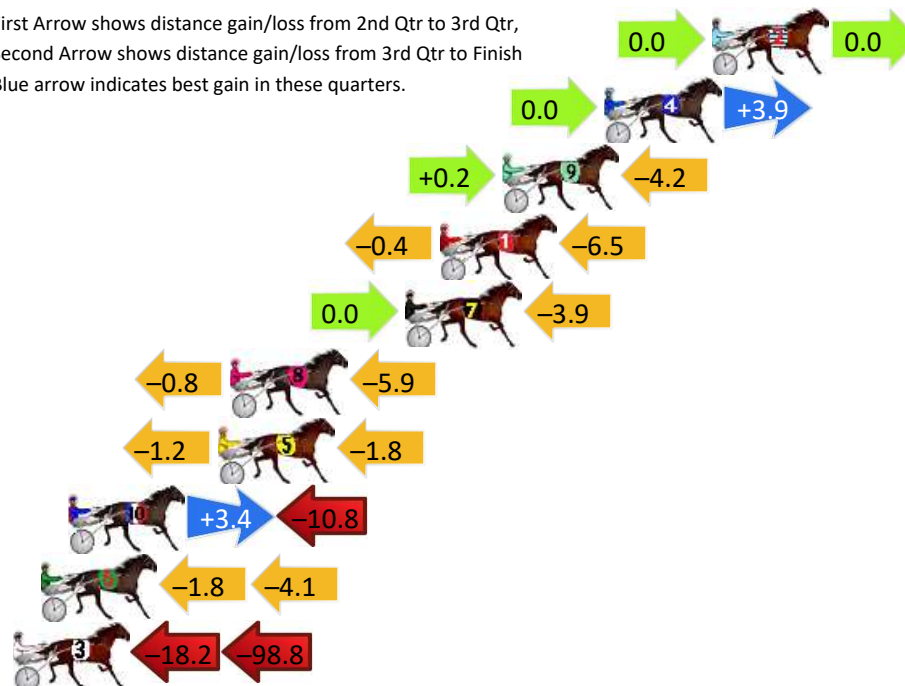 First Arrow shows distance gain/loss from 2nd Qtr to 3rd Qtr,
Second Arrow shows distance gain/loss from 3rd Qtr to Finish
Blue arrow indicates best gain in these quarters.
0.0 2 0.0
0.0 4 +3.9
+0.2 9 –4.2
–0.4 1 –6.5
0.0 7 –3.9
–0.8 8 –5.9
–1.2 5 –1.8
10 +3.4 –10.8
–1.8 –4.1
3 –18.2 –98.8